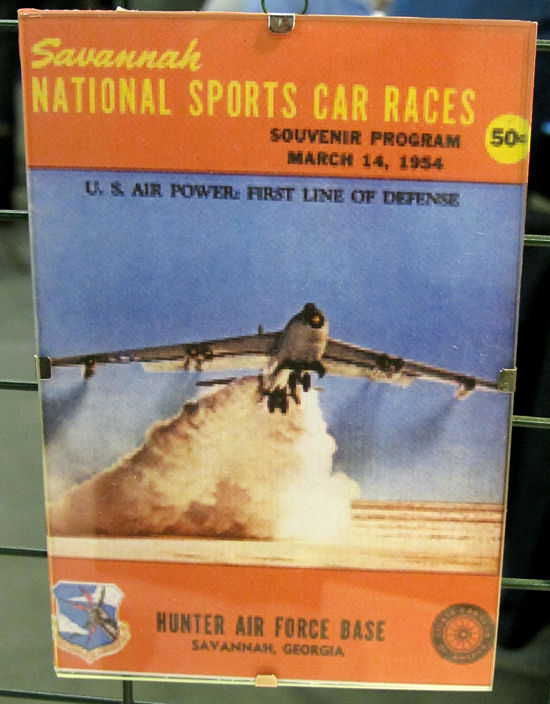 Savannah
NATIONAL SPORTS CAR RACES
SOUVENIR PROGRAM
MARCH 14, 1954
50¢
U. S. AIR POWER: FIRST LINE OF DEFENSE
HUNTER AIR FORCE BASE
SAVANNAH, GEORGIA